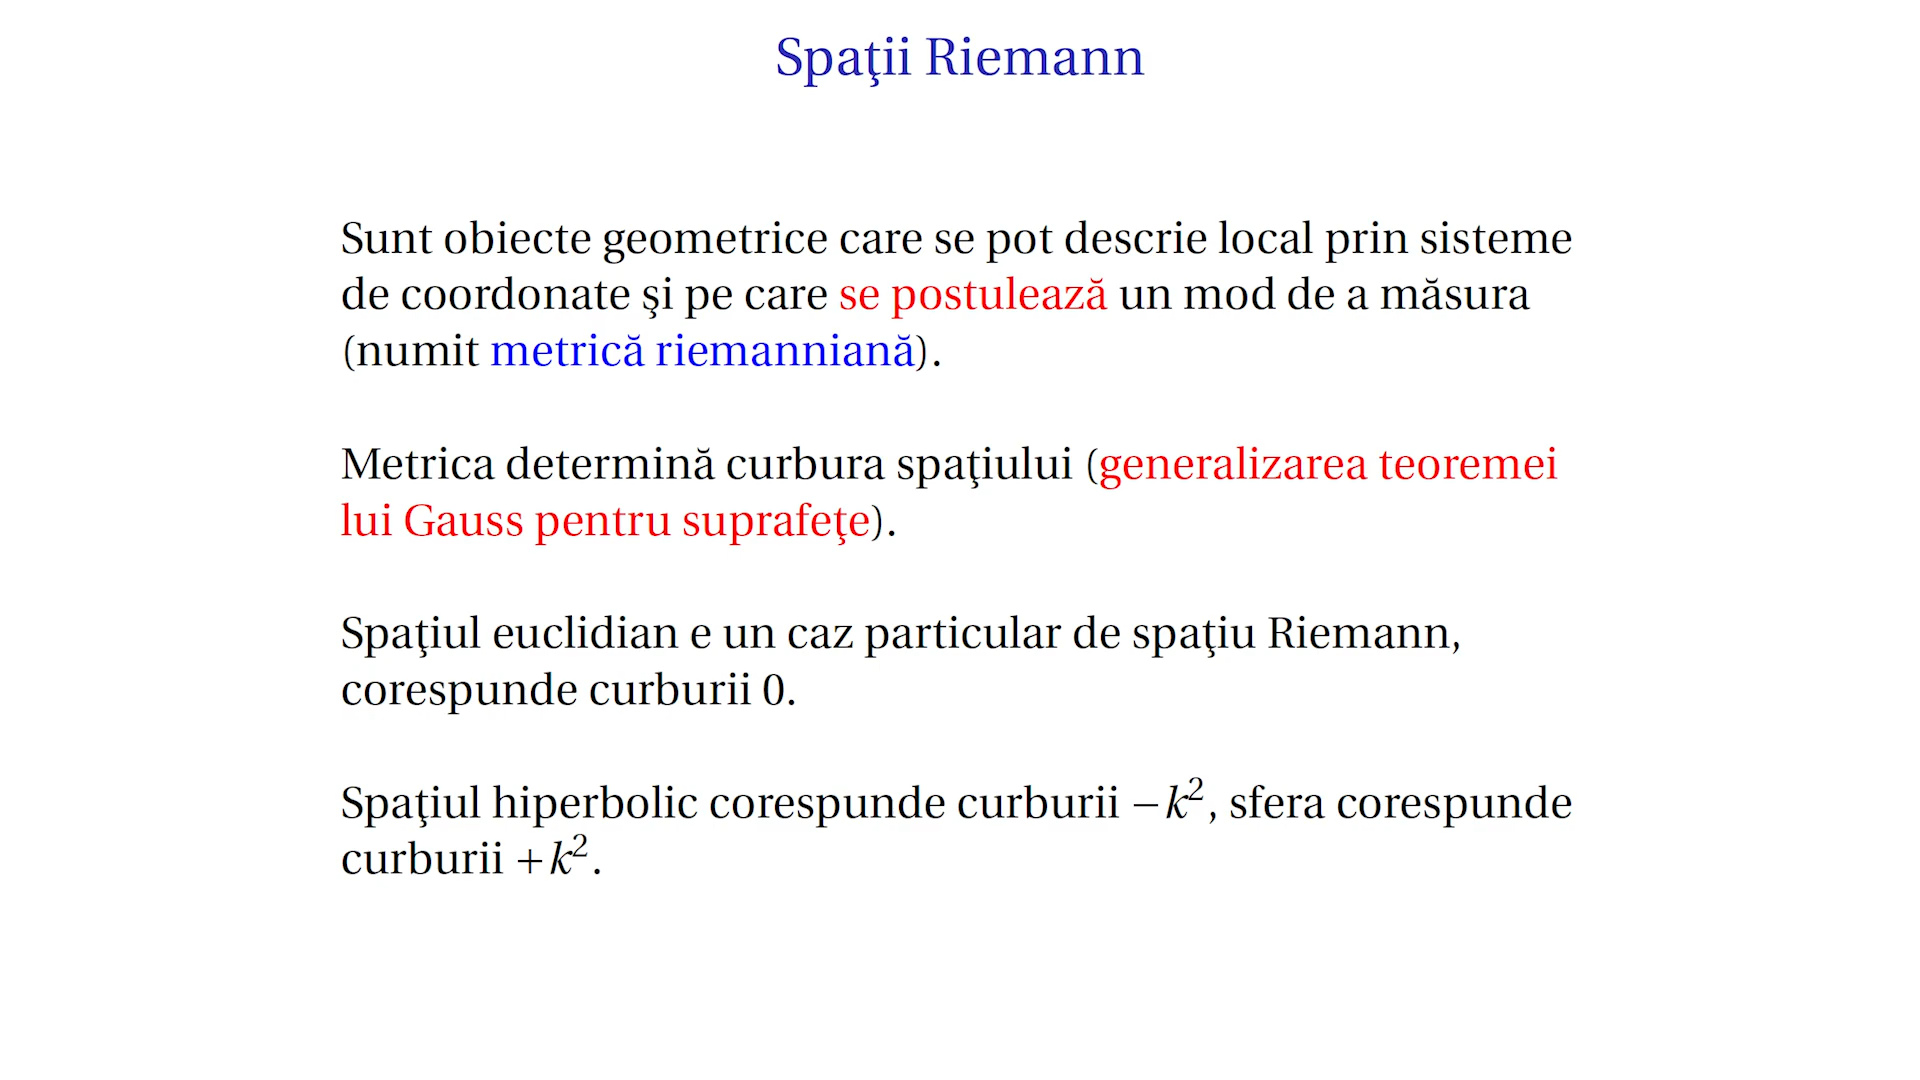 Spaţii Riemann
Sunt obiecte geometrice care se pot descrie local prin sisteme
de coordonate şi pe care se postulează un mod de a măsura
(numit metrică riemanniană).
Metrica determină curbura spaţiului (generalizarea teoremei
lui Gauss pentru suprafeţe).
Spaţiul euclidian e un caz particular de spaţiu Riemann,
corespunde curburii 0.
Spaţiul hiperbolic corespunde curburii −k², sfera corespunde
curburii +k².